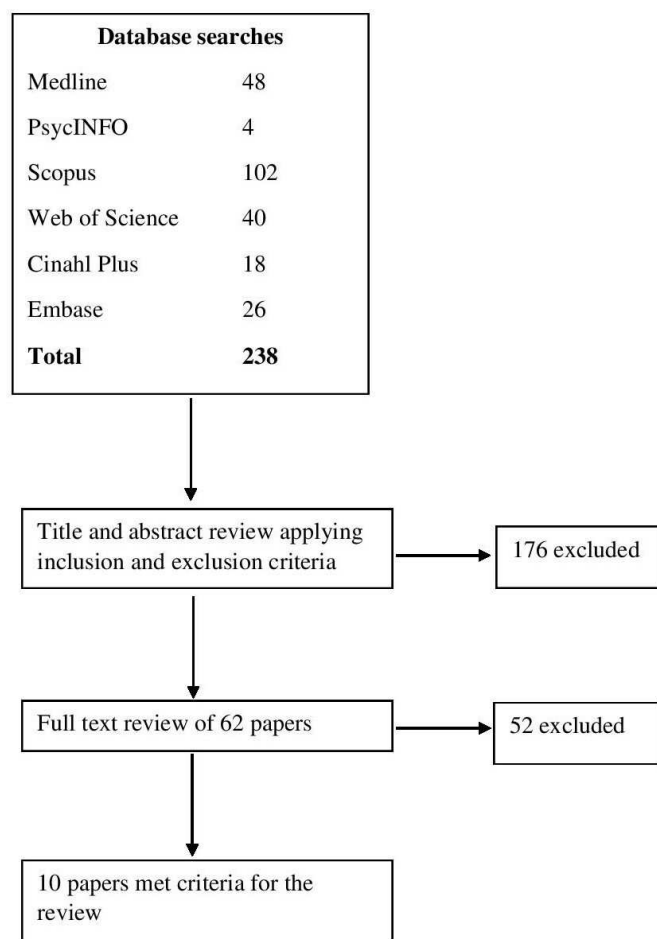 Database searches
Medline 48
PsycINFO 4
Scopus 102
Web of Science 40
Cinahl Plus 18
Embase 26
Total 238
Title and abstract review applying
inclusion and exclusion criteria
176 excluded
Full text review of 62 papers
52 excluded
10 papers met criteria for the
review